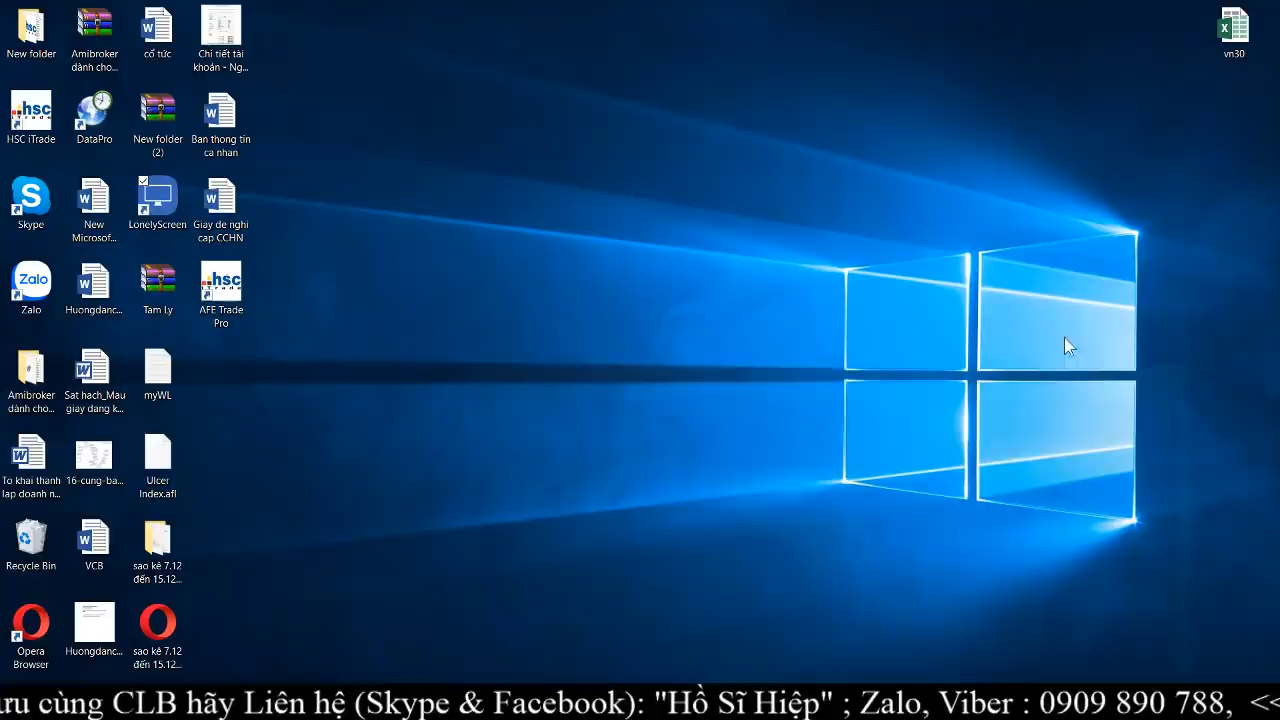 New folder
Amibroker
dành cho...
cổ tức
Chi tiết tài
khoản - Ng...
vn30
hsc
HSC iTrade
DataPro
New folder
(2)
Ban thong tin
ca nhan
Skype
New
Microsof...
LonelyScreen
Giay de nghi
cap CCHN
Zalo
Zalo
Huongdanc...
Tam Ly
hsc
AFE Trade
Pro
Amibroker
dành cho...
Sat hach_Mau
giay dang k...
myWL
To khai thanh
lap doanh n...
16-cung-ba...
Ulcer
Index.afl
Recycle Bin
VCB
sao kê 7.12
đến 15.12...
Opera
Browser
Huongdanc...
sao kê 7.12
đến 15.12...
ưu cùng CLB hãy Liên hệ (Skype & Facebook): "Hồ Sĩ Hiệp" ; Zalo, Viber : 0909 890 788, <<